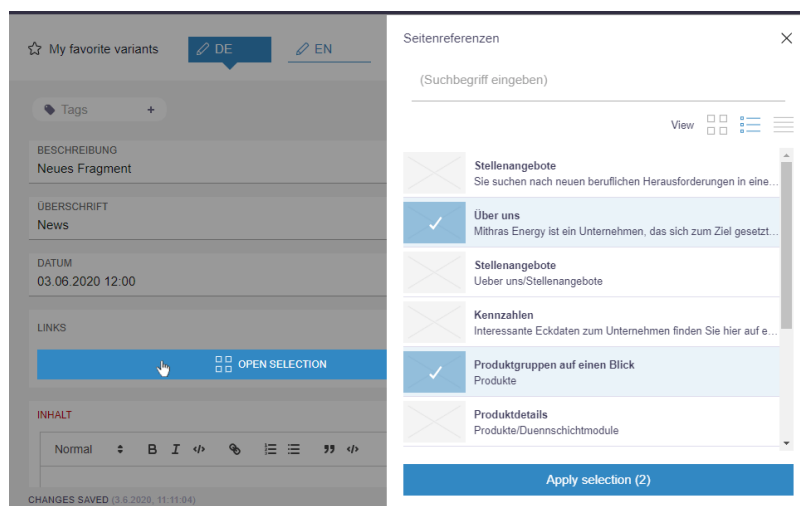 My favorite variants
DE
EN
Tags +
BESCHREIBUNG
Neues Fragment
ÜBERSCHRIFT
News
DATUM
03.06.2020 12:00
LINKS
OPEN SELECTION
INHALT
Normal B I
CHANGES SAVED (3.6.2020, 11:11:04)
Seitenreferenzen
(Suchbegriff eingeben)
View
Stellenangebote
Sie suchen nach neuen beruflichen Herausforderungen in eine...
Über uns
Mithras Energy ist ein Unternehmen, das sich zum Ziel gesetzt...
Stellenangebote
Ueber uns/Stellenangebote
Kennzahlen
Interessante Eckdaten zum Unternehmen finden Sie hier auf e...
Produktgruppen auf einen Blick
Produkte
Produktdetails
Produkte/Duennschichtmodule
Apply selection (2)